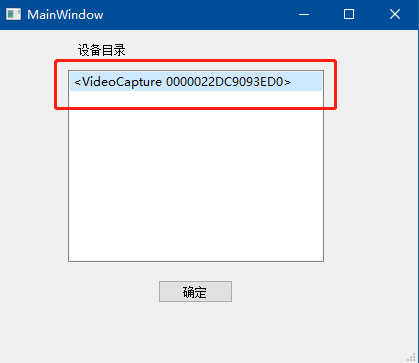 MainWindow
设备目录
<VideoCapture 0000022DC9093ED0>
确定